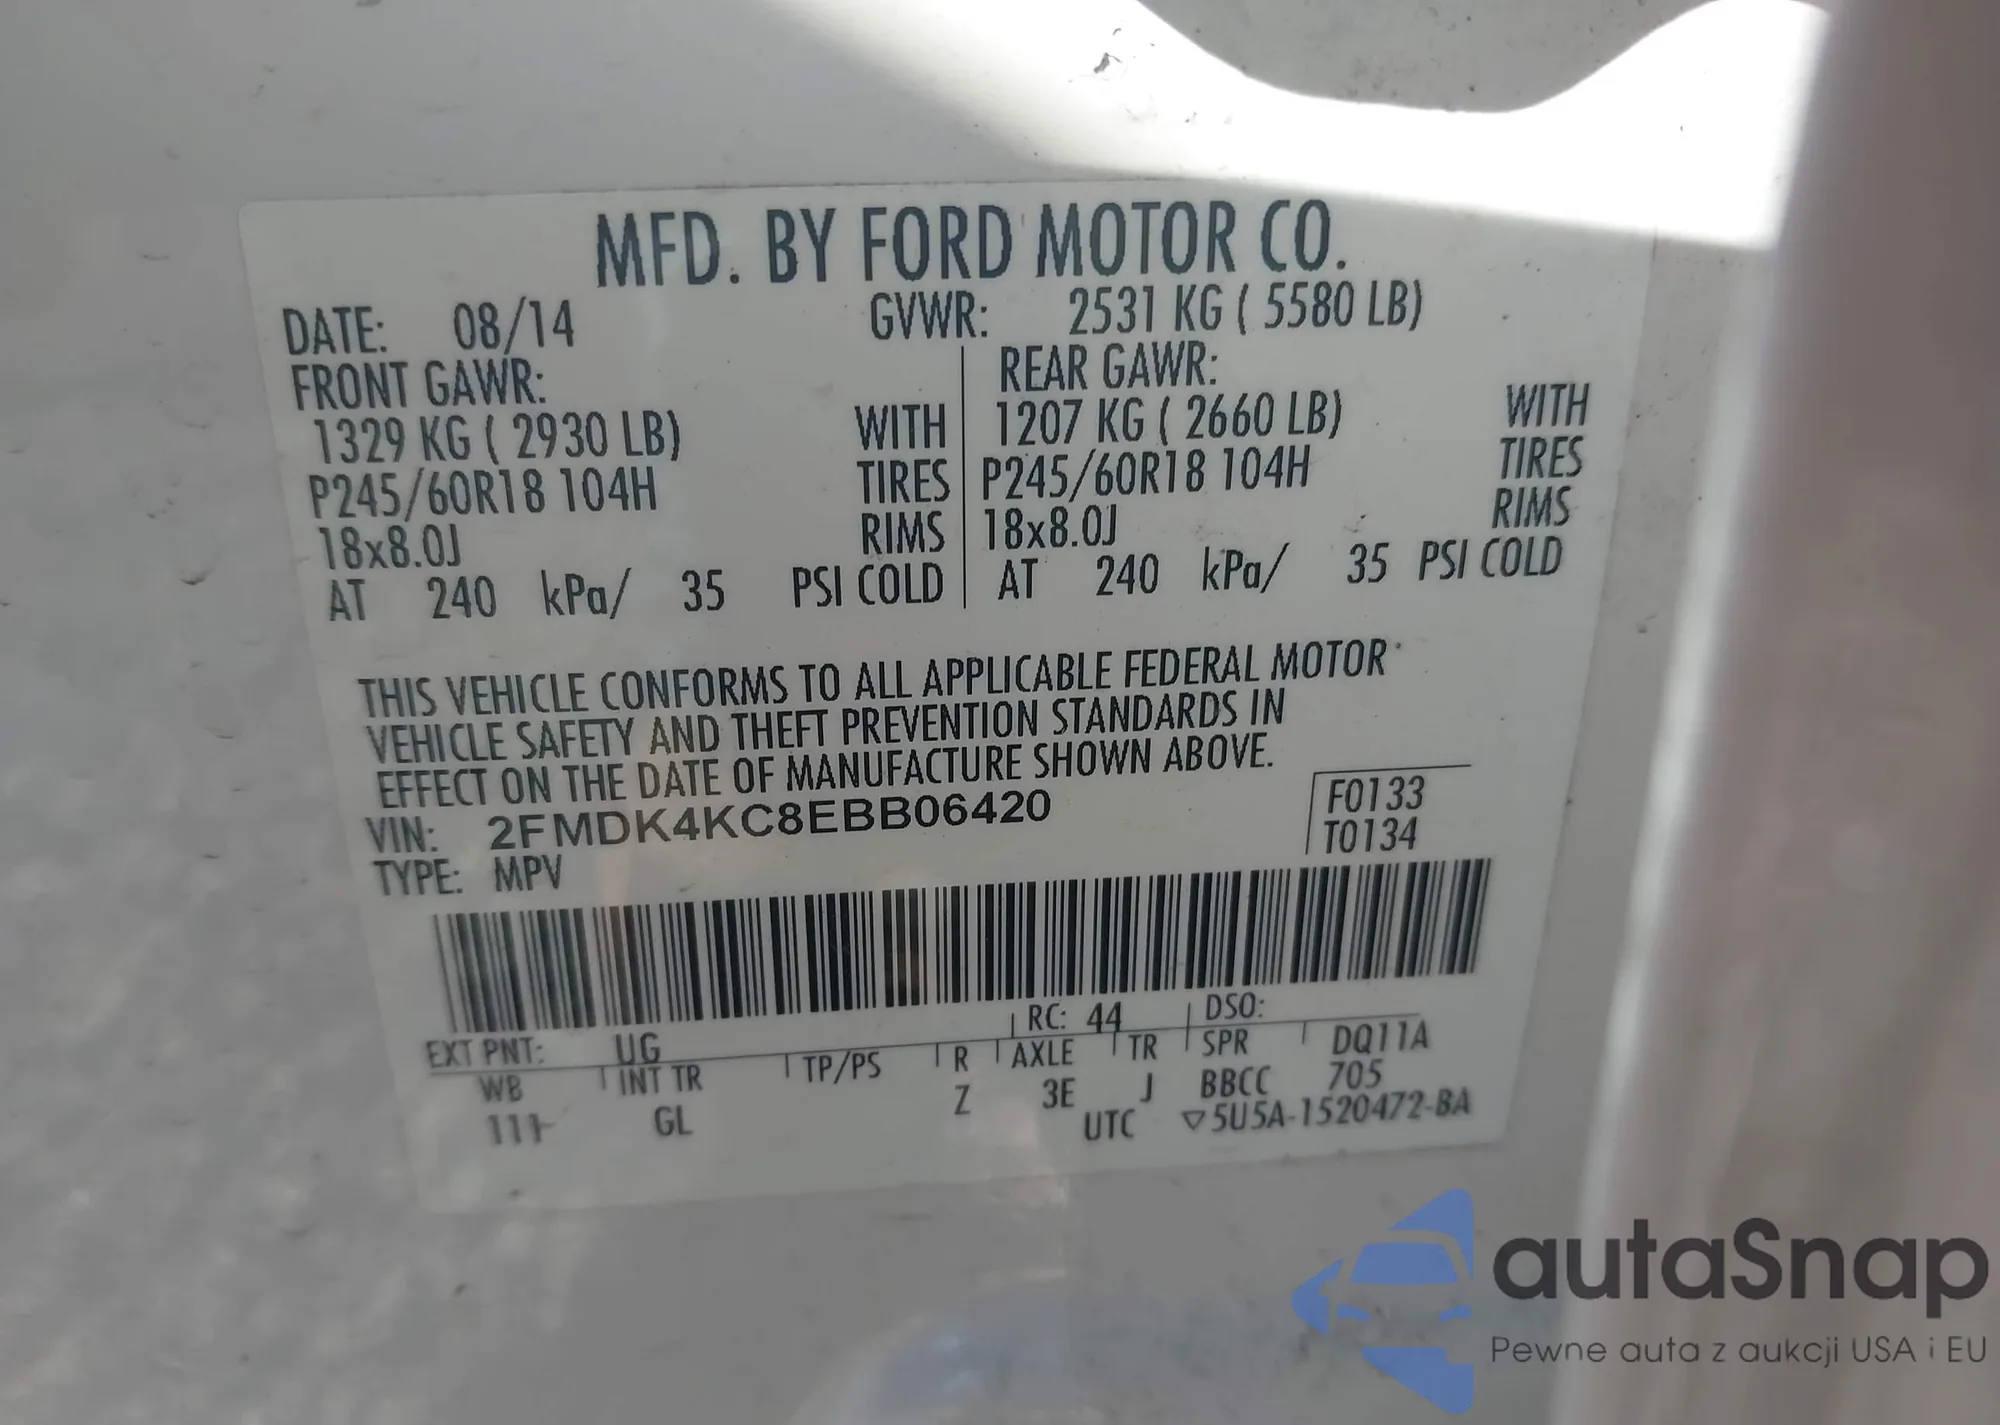 MFD. BY FORD MOTOR CO.
DATE: 08/14 GVWR: 2531 KG ( 5580 LB)
FRONT GAWR: REAR GAWR:
1329 KG ( 2930 LB) WITH 1207 KG ( 2660 LB) WITH
P245/60R18 104H TIRES P245/60R18 104H TIRES
18x8.0J RIMS 18x8.0J RIMS
AT 240 kPa/ 35 PSI COLD AT 240 kPa/ 35 PSI COLD
THIS VEHICLE CONFORMS TO ALL APPLICABLE FEDERAL MOTOR
VEHICLE SAFETY AND THEFT PREVENTION STANDARDS IN
EFFECT ON THE DATE OF MANUFACTURE SHOWN ABOVE.
VIN: 2FMDK4KC8EBB06420 F0133
TYPE: MPV T0134
EXT PNT: UG RC: 44 DSO:
WB INT TR TP/PS R AXLE TR SPR DQ11A
111 GL Z 3E J BBCC 705
UTC ▽5U5A-1520472-BA
autaSnap
Pewne auta z aukcji USA i EU